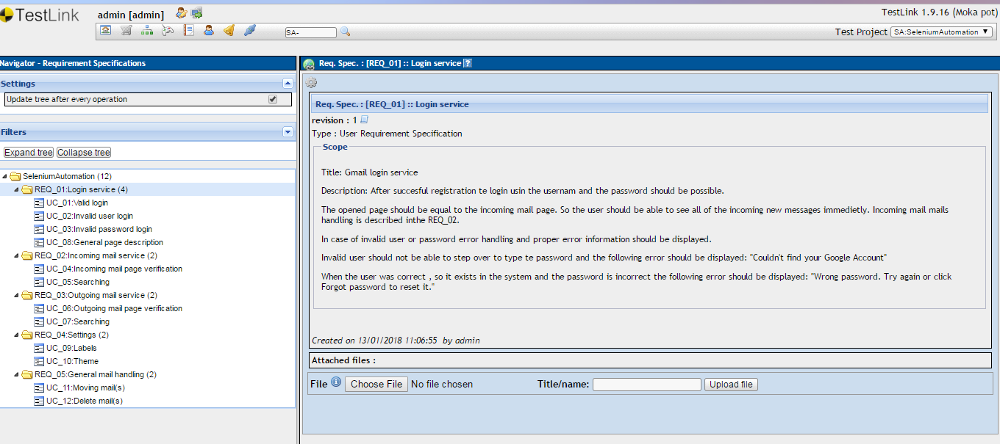 TestLink
admin [admin]
TestLink 1.9.16 (Moka pot)
SA-
Test Project SA:SeleniumAutomation
Navigator - Requirement Specifications
Settings
Update tree after every operation
Filters
Expand tree Collapse tree
SeleniumAutomation (12)
REQ_01:Login service (4)
UC_01:Valid login
UC_02:Invalid user login
UC_03:Invalid password login
UC_08:General page description
REQ_02:Incoming mail service (2)
UC_04:Incoming mail page verification
UC_05:Searching
REQ_03:Outgoing mail service (2)
UC_06:Outgoing mail page verification
UC_07:Searching
REQ_04:Settings (2)
UC_09:Labels
UC_10:Theme
REQ_05:General mail handling (2)
UC_11:Moving mail(s)
UC_12:Delete mail(s)
Req. Spec. : [REQ_01] :: Login service ?
Req. Spec. : [REQ_01] :: Login service
revision : 1
Type : User Requirement Specification
Scope
Title: Gmail login service
Description: After succesful registration te login usin the usernam and the password should be possible.
The opened page should be equal to the incoming mail page. So the user should be able to see all of the incoming new messages immedietly. Incoming mail mails
handling is described inthe REQ_02.
In case of invalid user or password error handling and proper error information should be displayed.
Invalid user should not be able to step over to type te password and the following error should be displayed: "Couldn't find your Google Account"
When the user was correct , so it exists in the system and the password is incorrect the following error should be displayed: "Wrong password. Try again or click
Forgot password to reset it."
Created on 13/01/2018 11:06:55 by admin
Attached files :
File Choose File No file chosen Title/name: Upload file